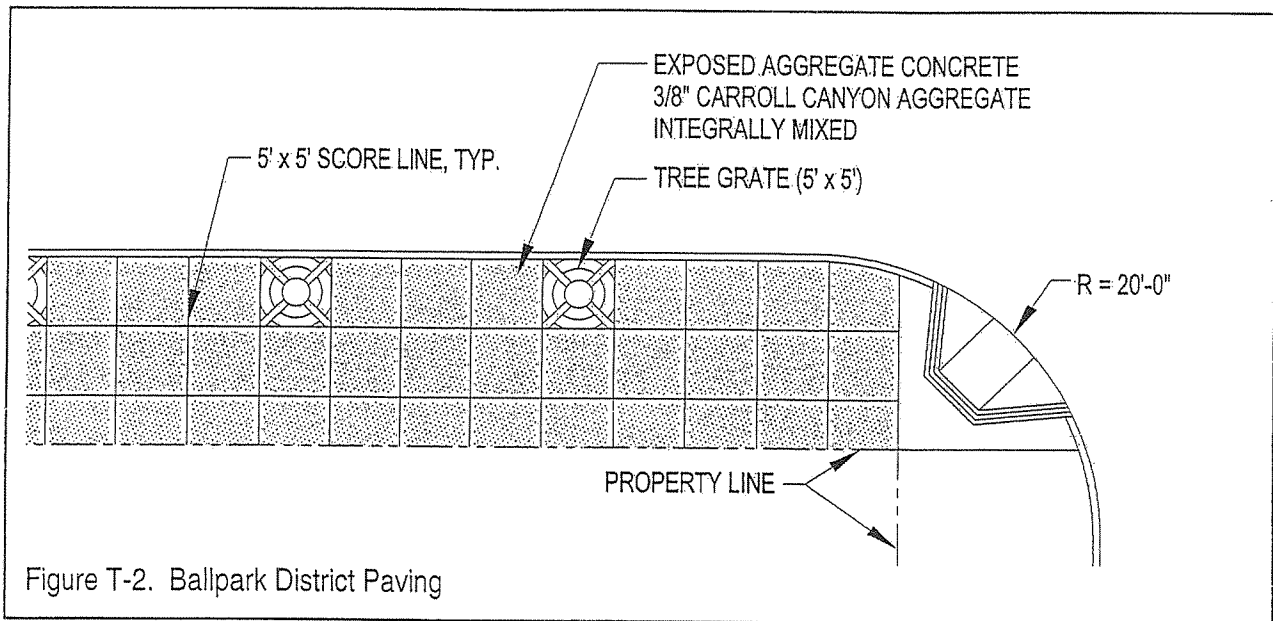 EXPOSED AGGREGATE CONCRETE
3/8" CARROLL CANYON AGGREGATE
INTEGRALLY MIXED
5' x 5' SCORE LINE, TYP.
TREE GRATE (5' x 5')
R = 20'-0"
PROPERTY LINE
Figure T-2. Ballpark District Paving